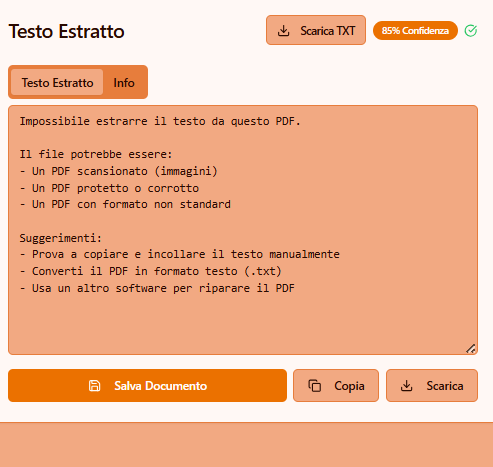 Testo Estratto
Scarica TXT
85% Confidenza
Testo Estratto
Info
Impossibile estrarre il testo da questo PDF.
Il file potrebbe essere:
- Un PDF scansionato (immagini)
- Un PDF protetto o corrotto
- Un PDF con formato non standard
Suggerimenti:
- Prova a copiare e incollare il testo manualmente
- Converti il PDF in formato testo (.txt)
- Usa un altro software per riparare il PDF
Salva Documento
Copia
Scarica